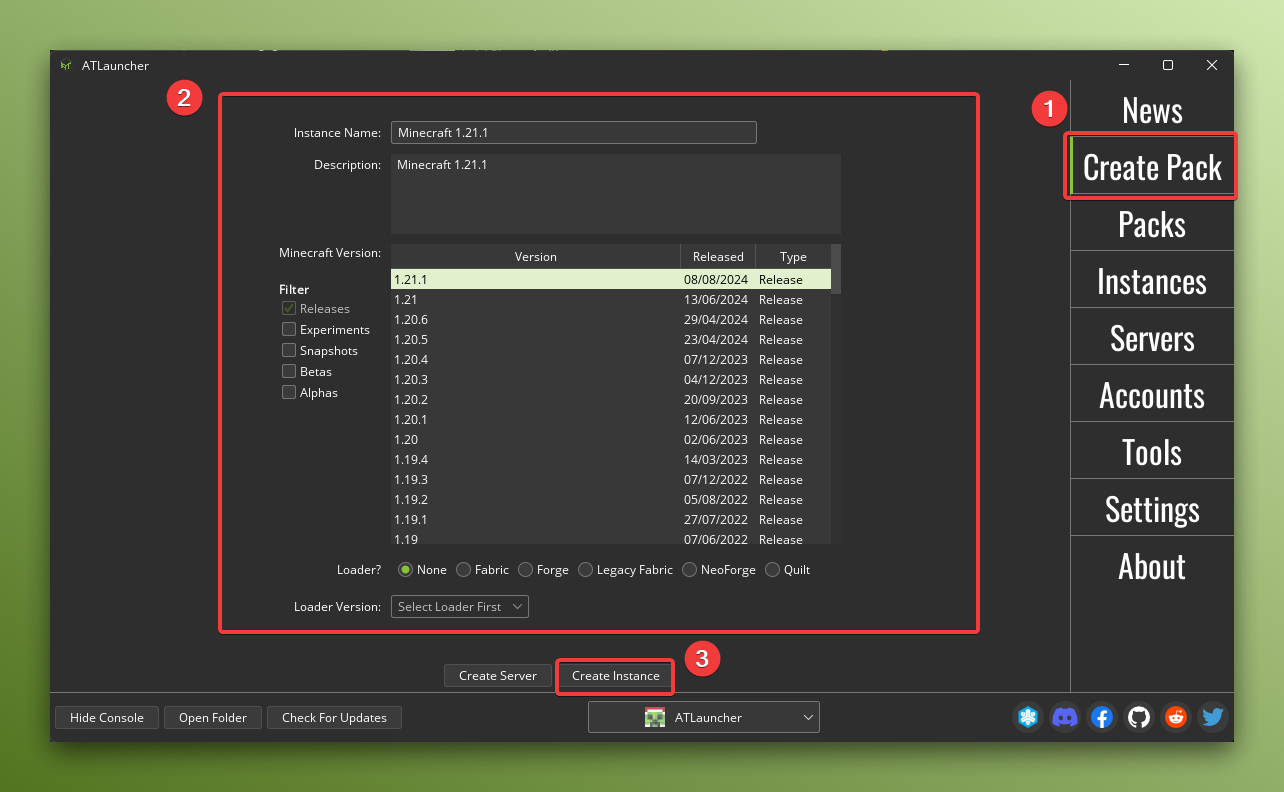 ATLauncher
2
1
Instance Name: Minecraft 1.21.1
Description: Minecraft 1.21.1
Minecraft Version:
Version Released Type
1.21.1 08/08/2024 Release
1.21 13/06/2024 Release
1.20.6 29/04/2024 Release
1.20.5 23/04/2024 Release
1.20.4 07/12/2023 Release
1.20.3 04/12/2023 Release
1.20.2 20/09/2023 Release
1.20.1 12/06/2023 Release
1.20 02/06/2023 Release
1.19.4 14/03/2023 Release
1.19.3 07/12/2022 Release
1.19.2 05/08/2022 Release
1.19.1 27/07/2022 Release
1.19 07/06/2022 Release
Filter
Releases
Experiments
Snapshots
Betas
Alphas
Loader? None Fabric Forge Legacy Fabric NeoForge Quilt
Loader Version: Select Loader First
Create Server Create Instance
3
News
Create Pack
Packs
Instances
Servers
Accounts
Tools
Settings
About
Hide Console Open Folder Check For Updates ATLauncher